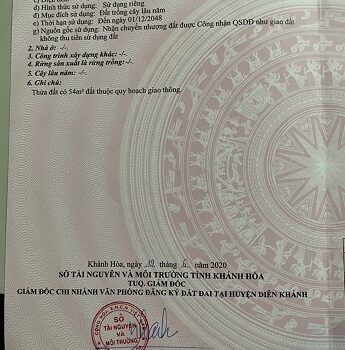 d) Hình thức sử dụng: Sử dụng riêng
đ) Mục đích sử dụng: Đất trồng cây lâu năm
e) Thời hạn sử dụng: Đến ngày 01/12/2048
g) Nguồn gốc sử dụng: Nhận chuyển nhượng đất được Công nhận QSDĐ như giao đất
không thu tiền sử dụng đất
2. Nhà ở: -/-.
3. Công trình xây dựng khác: -/-.
4. Rừng sản xuất là rừng trồng: -/-.
5. Cây lâu năm: -/-.
6. Ghi chú:
Thửa đất có 54m² đất thuộc quy hoạch giao thông.
Khánh Hòa, ngày 19 tháng 6 năm 2020
SỞ TÀI NGUYÊN VÀ MÔI TRƯỜNG TỈNH KHÁNH HÒA
TUQ. GIÁM ĐỐC
GIÁM ĐỐC CHI NHÁNH VĂN PHÒNG ĐĂNG KÝ ĐẤT ĐAI TẠI HUYỆN DIÊN KHÁNH
SỞ
TÀI NGUYÊN
VÀ
MÔI TRƯỜNG